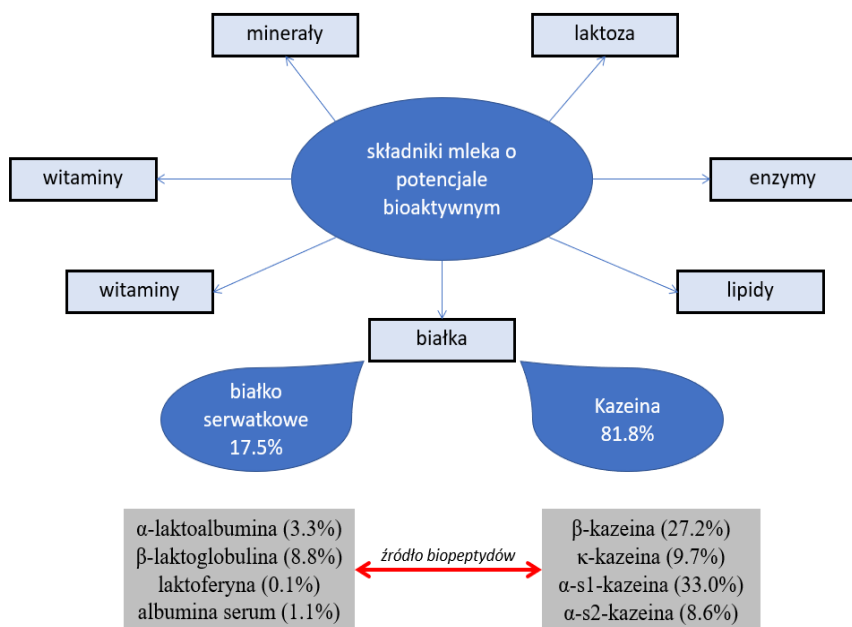 minerały
laktoza
składniki mleka o
potencjale
bioaktywnym
witaminy
enzymy
witaminy
lipidy
białka
białko
serwatkowe
17.5%
Kazeina
81.8%
α-laktoalbumina (3.3%)
β-laktoglobulina (8.8%)
laktoferyna (0.1%)
albumina serum (1.1%)
źródło biopeptydów
β-kazeina (27.2%)
κ-kazeina (9.7%)
α-s1-kazeina (33.0%)
α-s2-kazeina (8.6%)